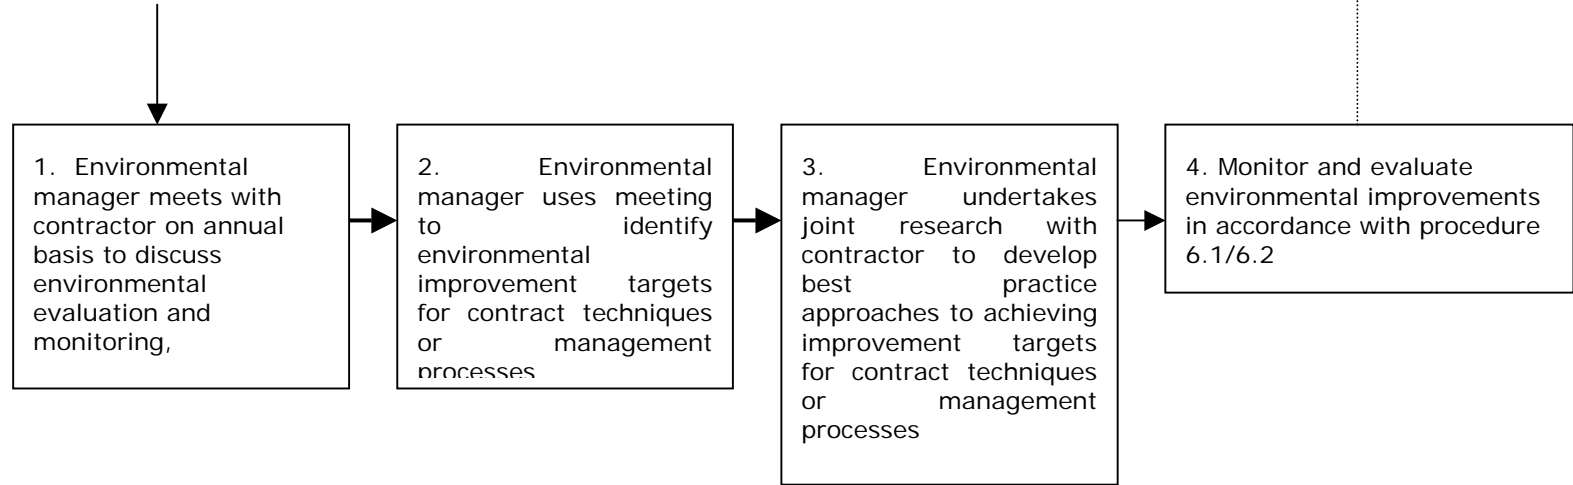 1. Environmental
manager meets with
contractor on annual
basis to discuss
environmental
evaluation and
monitoring,
2. Environmental
manager uses meeting
to identify
environmental
improvement targets
for contract techniques
or management
processes
3. Environmental
manager undertakes
joint research with
contractor to develop
best practice
approaches to achieving
improvement targets
for contract techniques
or management
processes
4. Monitor and evaluate
environmental improvements
in accordance with procedure
6.1/6.2